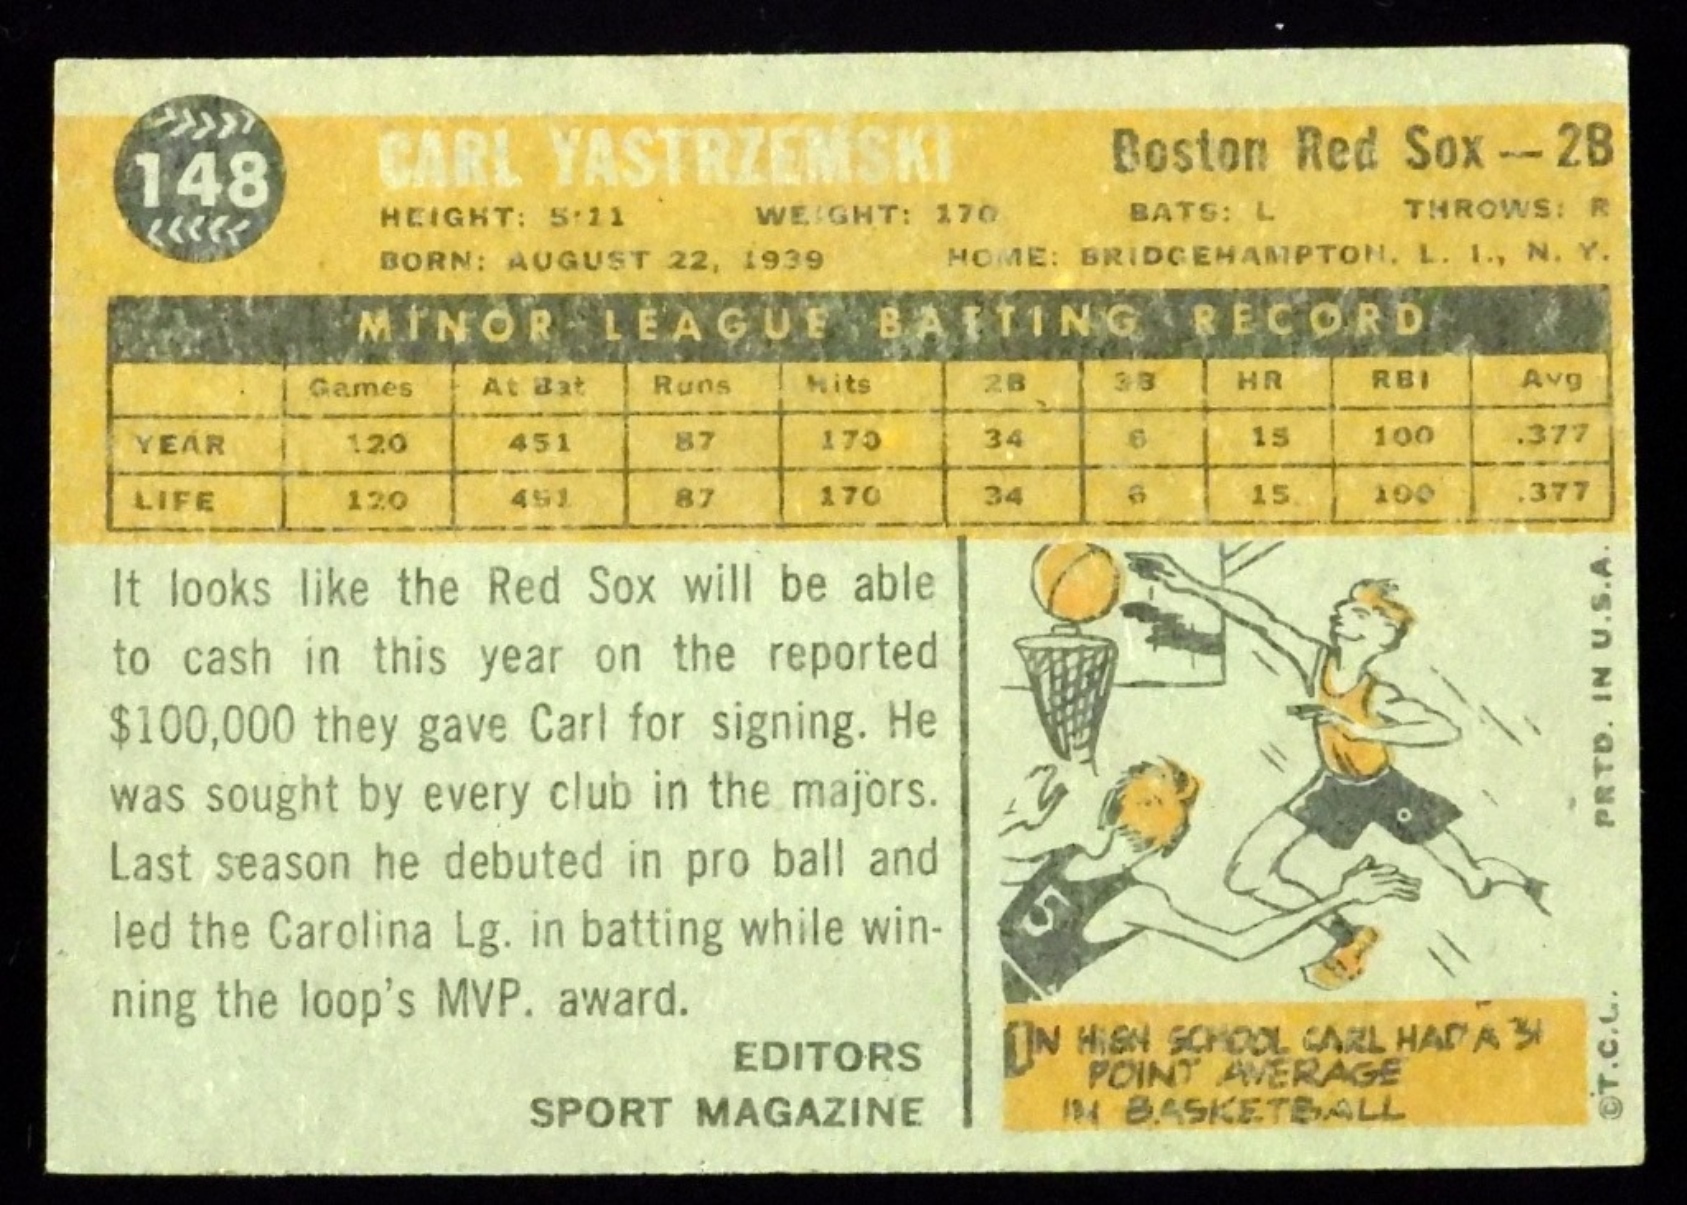 148
CARL YASTRZEMSKI
Boston Red Sox — 2B
HEIGHT: 5:11 WEIGHT: 170 BATS: L THROWS: R
BORN: AUGUST 22, 1939 HOME: BRIDGEHAMPTON, L. I., N. Y.
MINOR LEAGUE BATTING RECORD
Games At Bat Runs Hits 2B 3B HR RBI Avg
YEAR 120 451 87 170 34 6 15 100 .377
LIFE 120 451 87 170 34 6 15 100 .377
It looks like the Red Sox will be able
to cash in this year on the reported
$100,000 they gave Carl for signing. He
was sought by every club in the majors.
Last season he debuted in pro ball and
led the Carolina Lg. in batting while win-
ning the loop's MVP. award.
EDITORS
SPORT MAGAZINE
5
IN HIGH SCHOOL CARL HAD A 31
POINT AVERAGE
IN BASKETBALL
©T.C.G. PRTD. IN U.S.A.